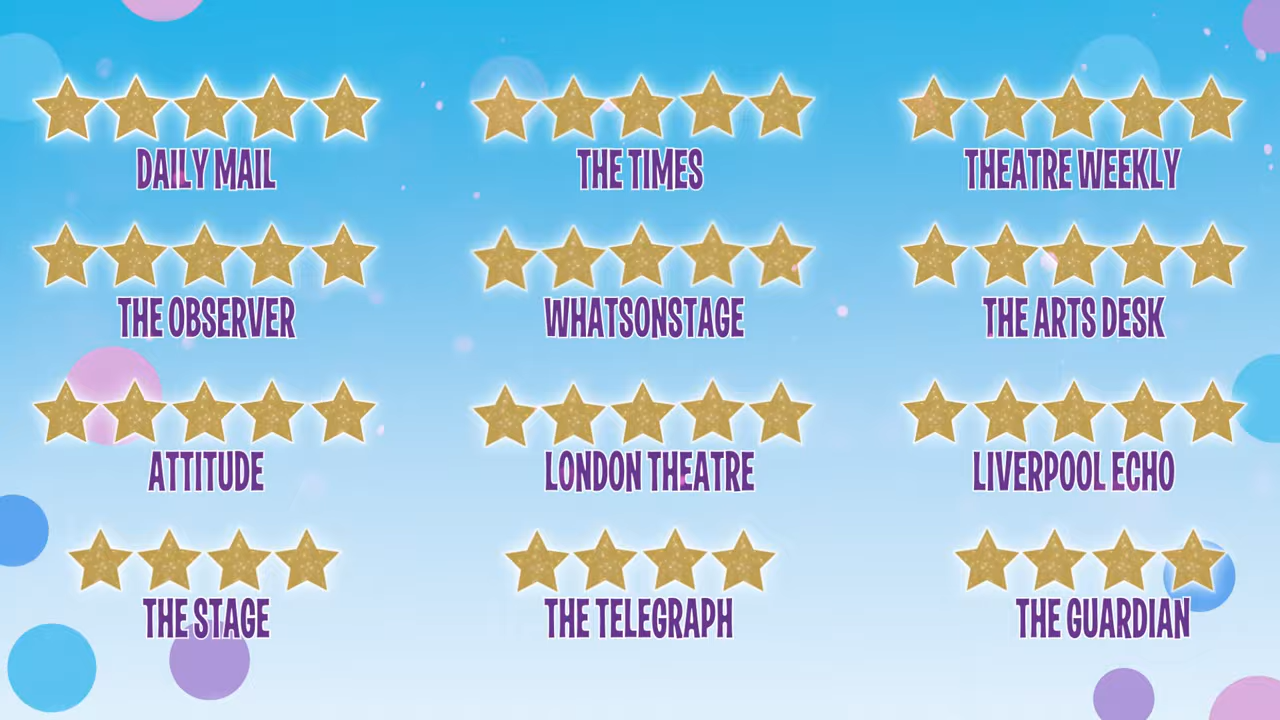 DAILY MAIL
THE TIMES
THEATRE WEEKLY
THE OBSERVER
WHATSONSTAGE
THE ARTS DESK
ATTITUDE
LONDON THEATRE
LIVERPOOL ECHO
THE STAGE
THE TELEGRAPH
THE GUARDIAN